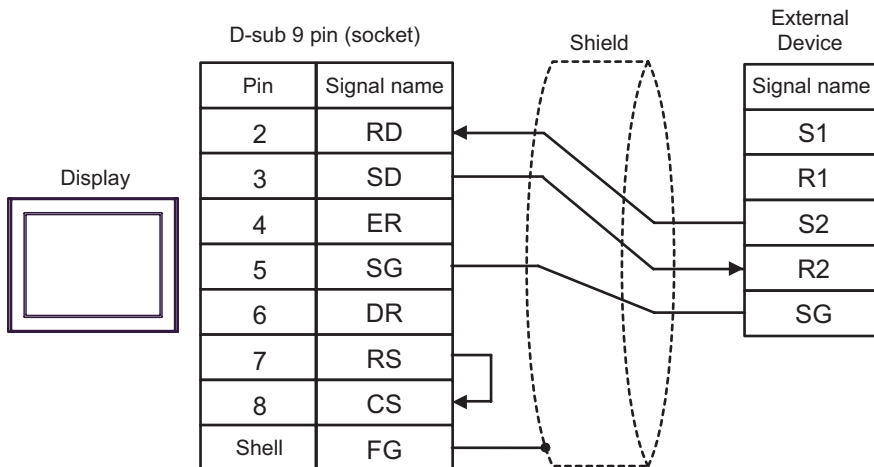 D-sub 9 pin (socket)
Shield
External
Device
Pin Signal name
Signal name
2 RD
S1
3 SD
R1
Display
4 ER
S2
5 SG
R2
6 DR
SG
7 RS
8 CS
Shell FG